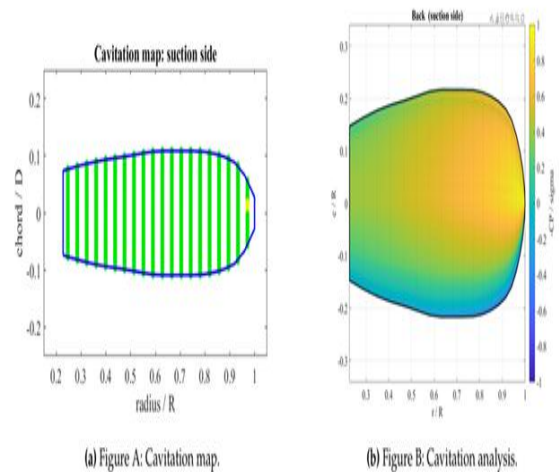 Cavitation map: suction side
0.2
0.1
0
-0.1
-0.2
chord / D
0.2 0.3 0.4 0.5 0.6 0.7 0.8 0.9 1
radius / R
(a) Figure A: Cavitation map.
Back (suction side)
0.3
0.2
0.1
0
-0.1
-0.2
-0.3
c / R
0.3 0.4 0.5 0.6 0.7 0.8 0.9 1
r / R
1
0.8
0.6
0.4
0.2
0
-0.2
-0.4
-0.6
-0.8
-1
-CP / sigma
(b) Figure B: Cavitation analysis.